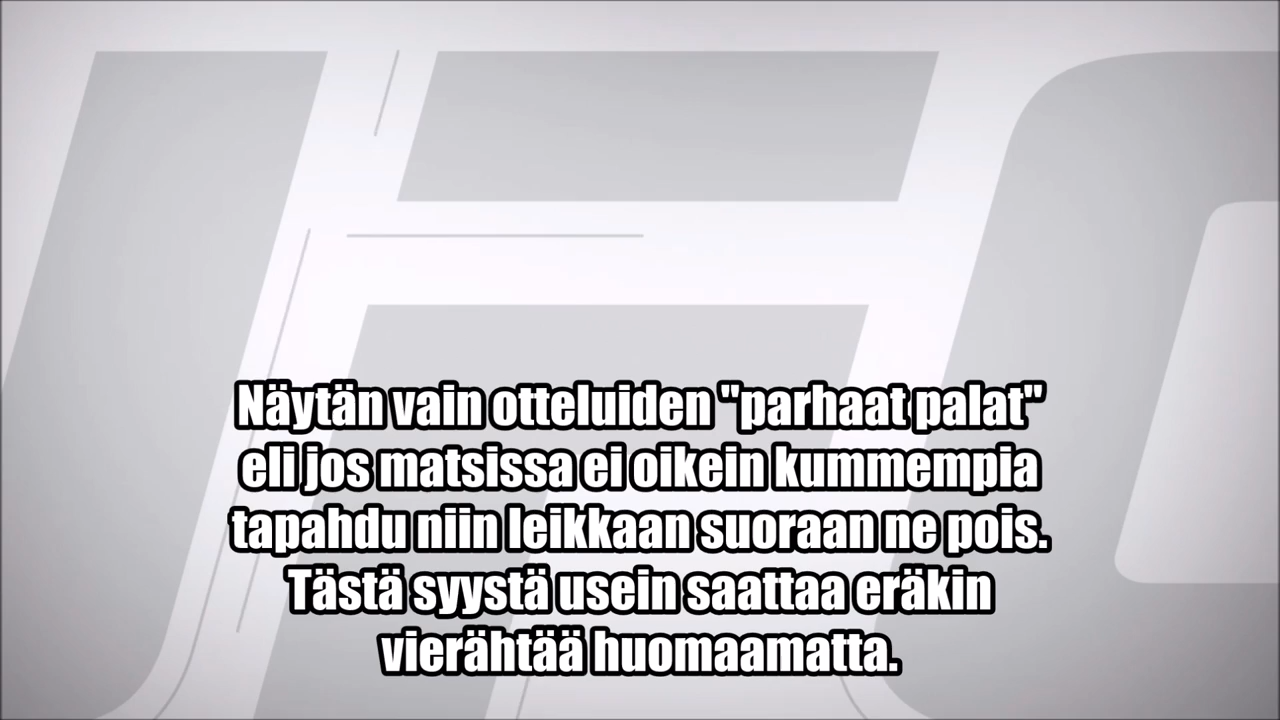 Näytän vain otteluiden "parhaat palat"
eli jos matsissa ei oikein kummempia
tapahdu niin leikkaan suoraan ne pois.
Tästä syystä usein saattaa eräkin
vierähtää huomaamatta.